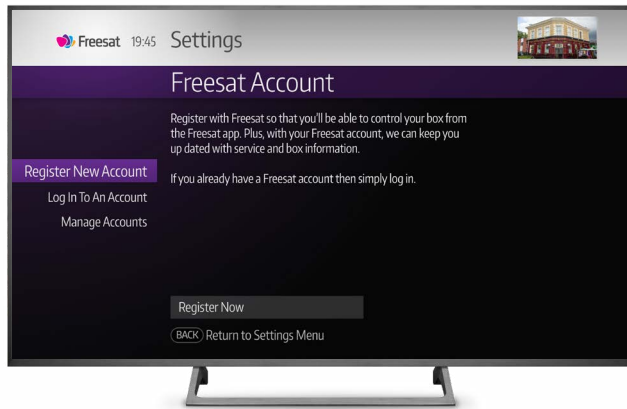 Freesat 19:45 Settings
Freesat Account
Register with Freesat so that you'll be able to control your box from
the Freesat app. Plus, with your Freesat account, we can keep you
up dated with service and box information.
Register New Account
If you already have a Freesat account then simply log in.
Log In To An Account
Manage Accounts
Register Now
BACK Return to Settings Menu